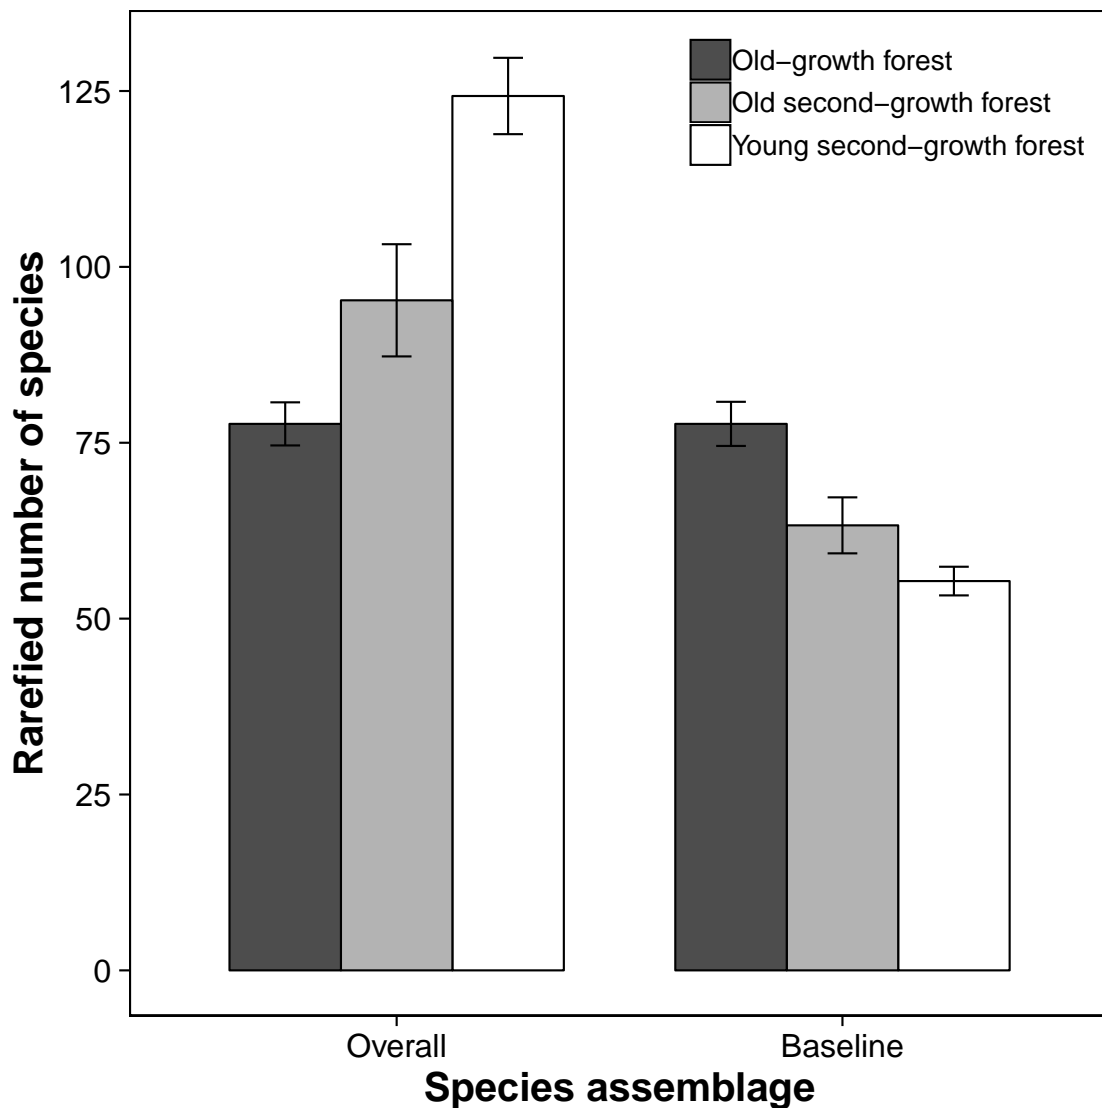 Old−growth forest
Old second−growth forest
Young second−growth forest
Rarefied number of species
125
100
75
50
25
0
Overall
Baseline
Species assemblage